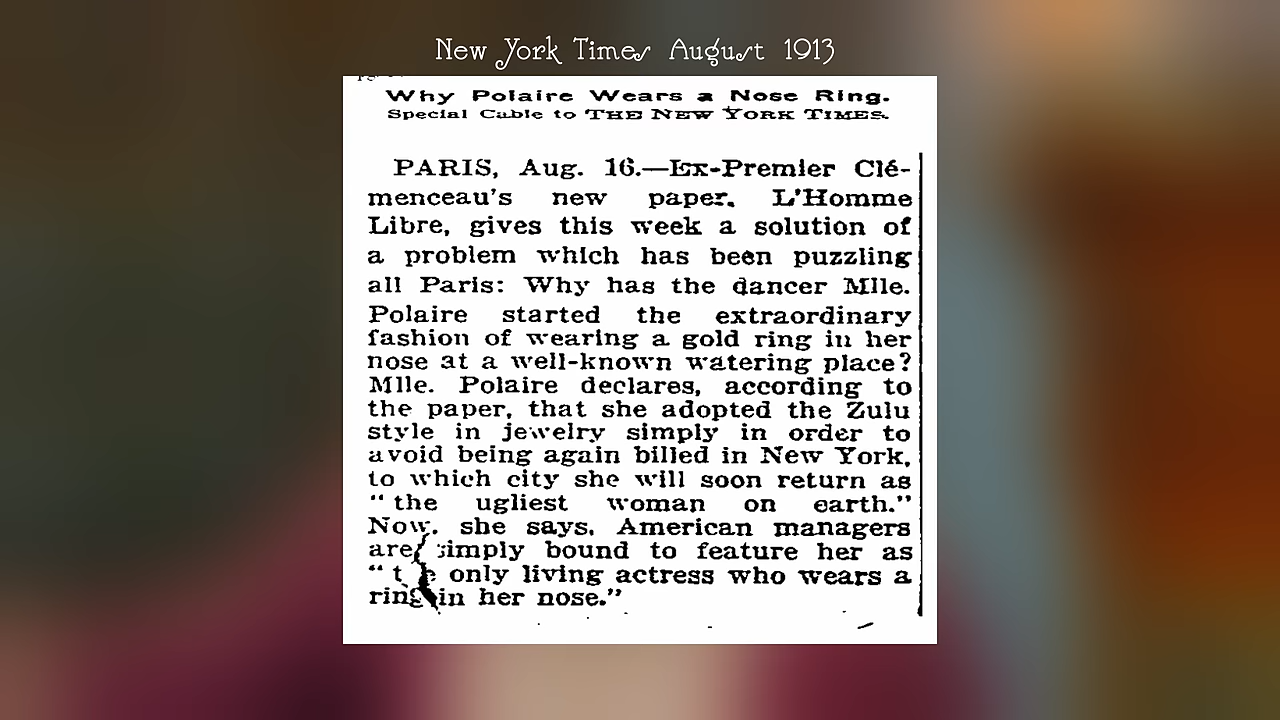 New York Times August 1913
Why Polaire Wears a Nose Ring.
Special Cable to THE NEW YORK TIMES.
PARIS, Aug. 16.—Ex-Premier Clé-
menceau's new paper, L'Homme
Libre, gives this week a solution of
a problem which has been puzzling
all Paris: Why has the dancer Mlle.
Polaire started the extraordinary
fashion of wearing a gold ring in her
nose at a well-known watering place?
Mlle. Polaire declares, according to
the paper, that she adopted the Zulu
style in jewelry simply in order to
avoid being again billed in New York,
to which city she will soon return as
"the ugliest woman on earth."
Now, she says, American managers
are simply bound to feature her as
"the only living actress who wears a
ring in her nose."